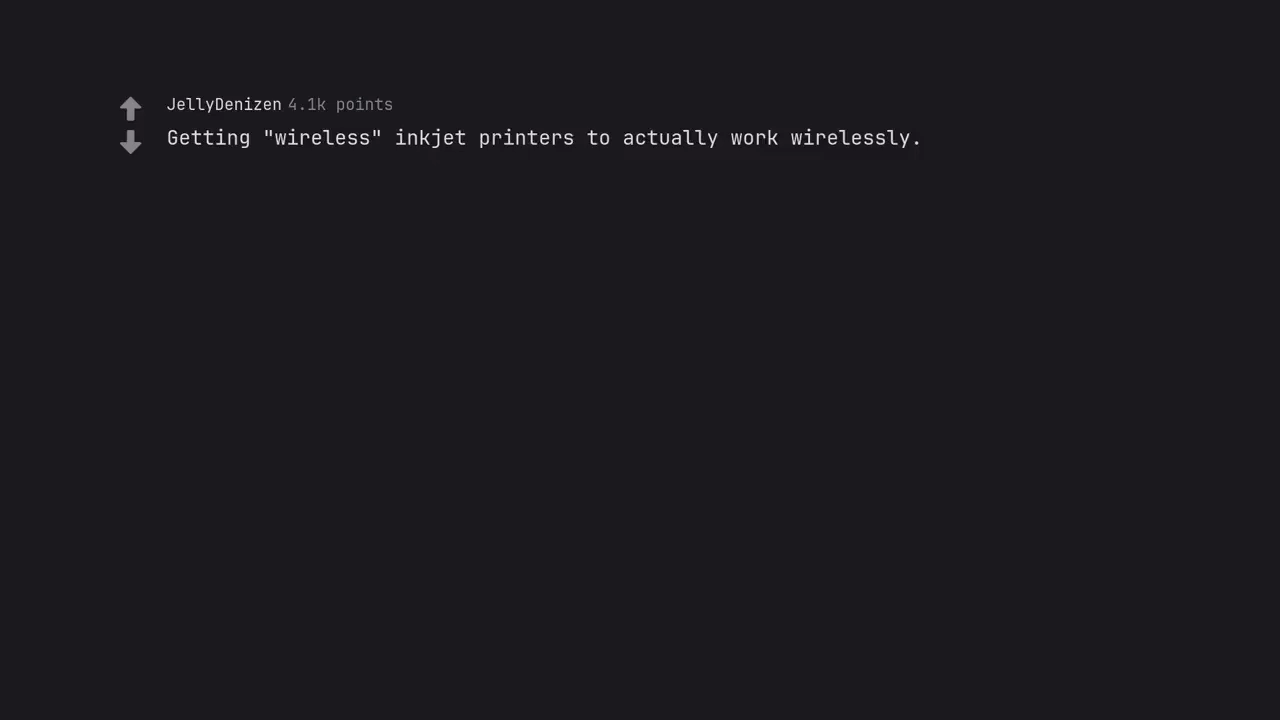 JellyDenizen 4.1k points
Getting "wireless" inkjet printers to actually work wirelessly.